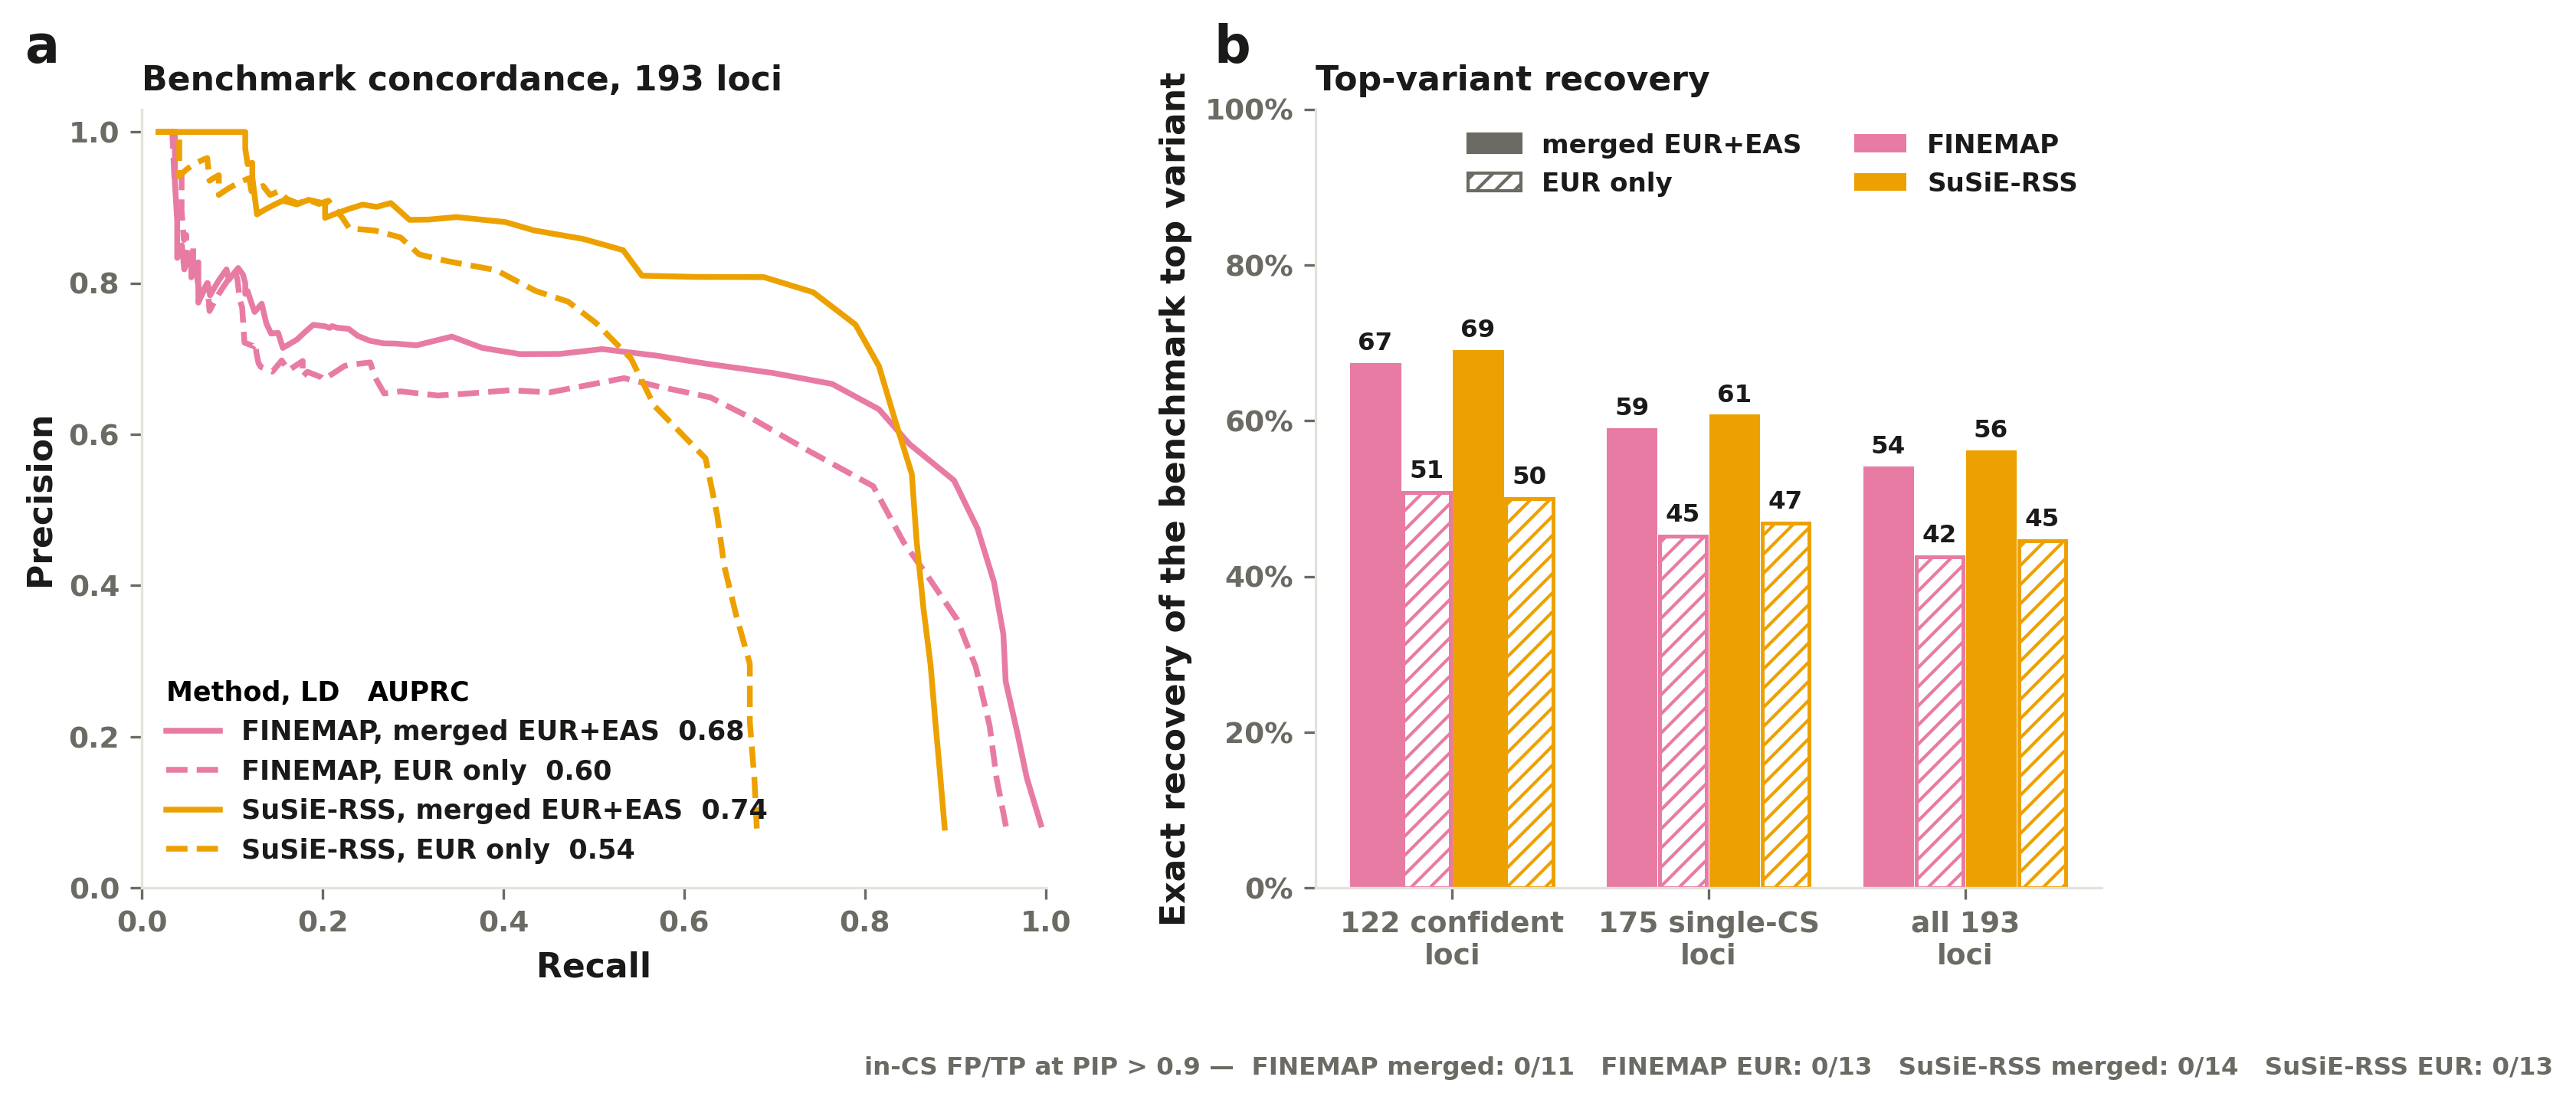 a
Benchmark concordance, 193 loci
1.0
0.8
0.6
0.4
0.2
0.0
Precision
Method, LD   AUPRC
FINEMAP, merged EUR+EAS  0.68
FINEMAP, EUR only  0.60
SuSiE-RSS, merged EUR+EAS  0.74
SuSiE-RSS, EUR only  0.54
0.0 0.2 0.4 0.6 0.8 1.0
Recall
b
Top-variant recovery
Exact recovery of the benchmark top variant
100%
80%
60%
40%
20%
0%
merged EUR+EAS
EUR only
FINEMAP
SuSiE-RSS
67 51 69 50
59 45 61 47
54 42 56 45
122 confident
loci
175 single-CS
loci
all 193
loci
in-CS FP/TP at PIP > 0.9 —  FINEMAP merged: 0/11   FINEMAP EUR: 0/13   SuSiE-RSS merged: 0/14   SuSiE-RSS EUR: 0/13